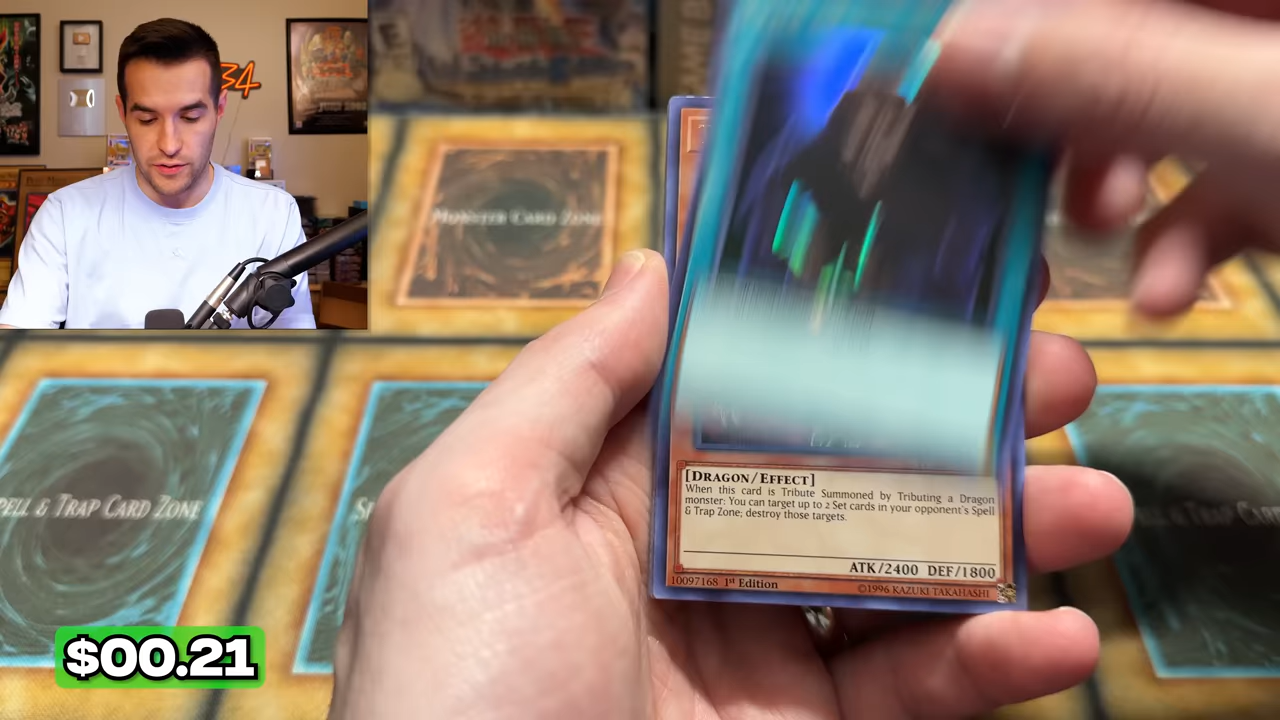 34
MONSTER CARD ZONE
SPELL & TRAP CARD ZONE
[DRAGON/EFFECT]
When this card is Tribute Summoned by Tributing a Dragon
monster: You can target up to 2 Set cards in your opponent's Spell
& Trap Zone; destroy those targets.
ATK/2400 DEF/1800
10097168 1st Edition
©1996 KAZUKI TAKAHASHI
$00.21